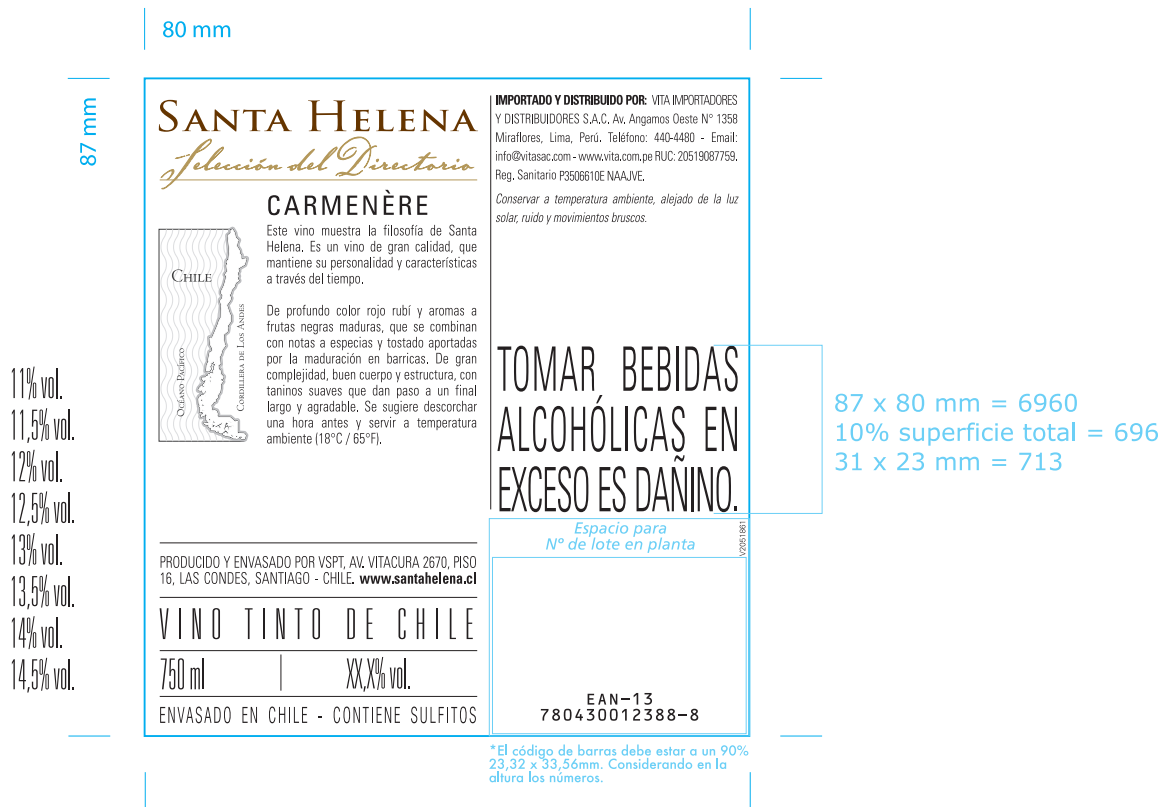 80 mm
87 mm
SANTA HELENA
Selección del Directorio
CARMENÈRE
Este vino muestra la filosofía de Santa
Helena. Es un vino de gran calidad, que
mantiene su personalidad y características
a través del tiempo.
De profundo color rojo rubí y aromas a
frutas negras maduras, que se combinan
con notas a especias y tostado aportadas
por la maduración en barricas. De gran
complejidad, buen cuerpo y estructura, con
taninos suaves que dan paso a un final
largo y agradable. Se sugiere descorchar
una hora antes y servir a temperatura
ambiente (18°C / 65°F).
CHILE
OCÉANO PACÍFICO
CORDILLERA DE LOS ANDES
PRODUCIDO Y ENVASADO POR VSPT, AV. VITACURA 2670, PISO
16, LAS CONDES, SANTIAGO - CHILE. www.santahelena.cl
VINO TINTO DE CHILE
750 ml XX,X% vol.
ENVASADO EN CHILE - CONTIENE SULFITOS
IMPORTADO Y DISTRIBUIDO POR: VITA IMPORTADORES
Y DISTRIBUIDORES S.A.C. Av. Angamos Oeste N° 1358
Miraflores, Lima, Perú. Teléfono: 440-4480 - Email:
info@vitasac.com - www.vita.com.pe RUC: 20519087759.
Reg. Sanitario P3506610E NAAJVE.
Conservar a temperatura ambiente, alejado de la luz
solar, ruido y movimientos bruscos.
TOMAR BEBIDAS
ALCOHÓLICAS EN
EXCESO ES DAÑINO.
Espacio para
Nº de lote en planta
V2051861
EAN-13
780430012388-8
*El código de barras debe estar a un 90%
23,32 x 33,56mm. Considerando en la
altura los números.
11% vol.
11,5% vol.
12% vol.
12,5% vol.
13% vol.
13,5% vol.
14% vol.
14,5% vol.
87 x 80 mm = 6960
10% superficie total = 696
31 x 23 mm = 713